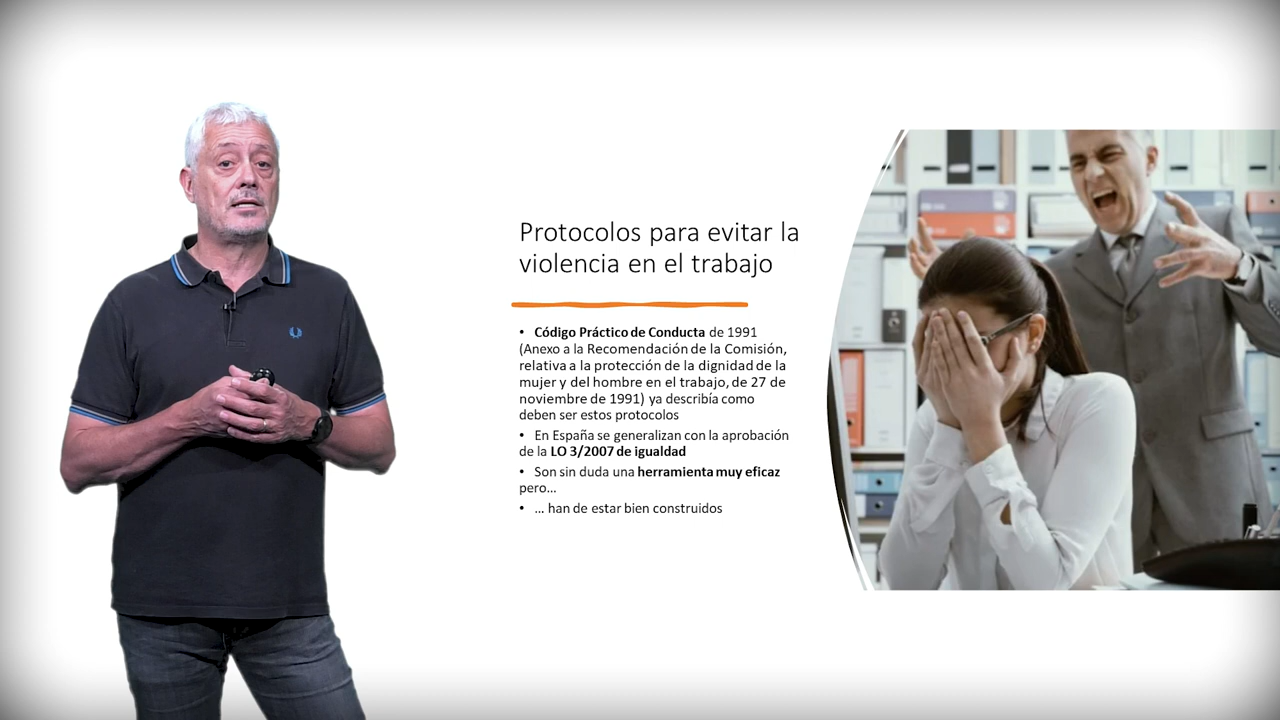 Protocolos para evitar la
violencia en el trabajo
• Código Práctico de Conducta de 1991
(Anexo a la Recomendación de la Comisión,
relativa a la protección de la dignidad de la
mujer y del hombre en el trabajo, de 27 de
noviembre de 1991) ya describía como
deben ser estos protocolos
• En España se generalizan con la aprobación
de la LO 3/2007 de igualdad
• Son sin duda una herramienta muy eficaz
pero...
• ... han de estar bien construidos